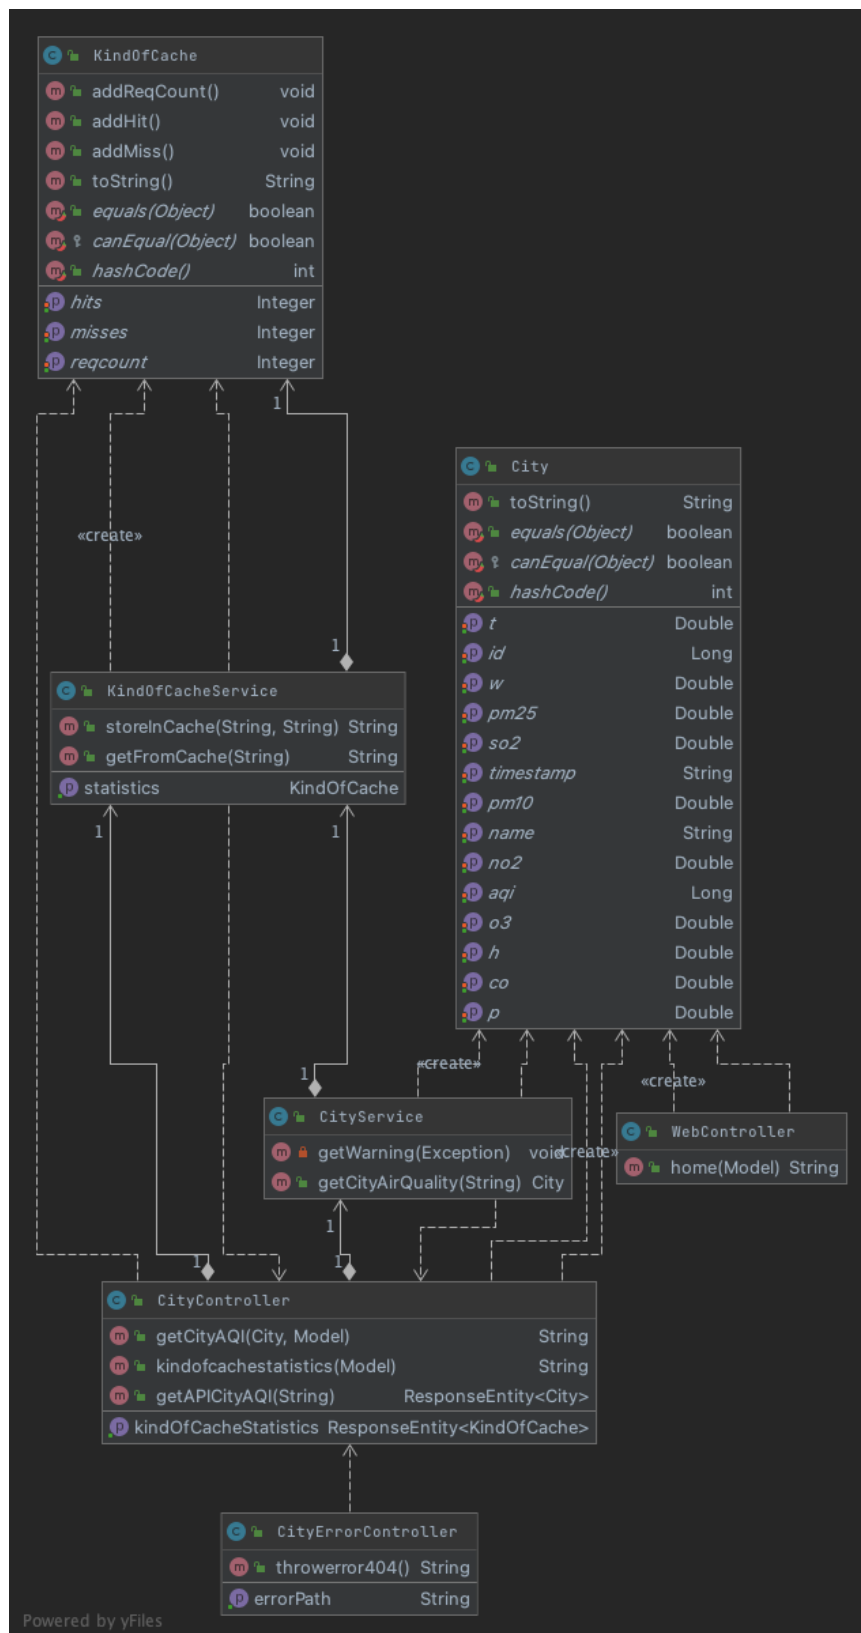 KindOfCache
addReqCount() void
addHit() void
addMiss() void
toString() String
equals(Object) boolean
canEqual(Object) boolean
hashCode() int
hits Integer
misses Integer
reqcount Integer
1
City
toString() String
equals(Object) boolean
canEqual(Object) boolean
hashCode() int
t Double
id Long
w Double
pm25 Double
so2 Double
timestamp String
pm10 Double
name String
no2 Double
aqi Long
o3 Double
h Double
co Double
p Double
«create»
1
KindOfCacheService
storeInCache(String, String) String
getFromCache(String) String
statistics KindOfCache
1 1
«create»
1
«create»
CityService
getWarning(Exception) void
getCityAirQuality(String) City
«create»
WebController
home(Model) String
1
1 1
CityController
getCityAQI(City, Model) String
kindofcachestatistics(Model) String
getAPICityAQI(String) ResponseEntity<City>
kindOfCacheStatistics ResponseEntity<KindOfCache>
CityErrorController
throwerror404() String
errorPath String
Powered by yFiles